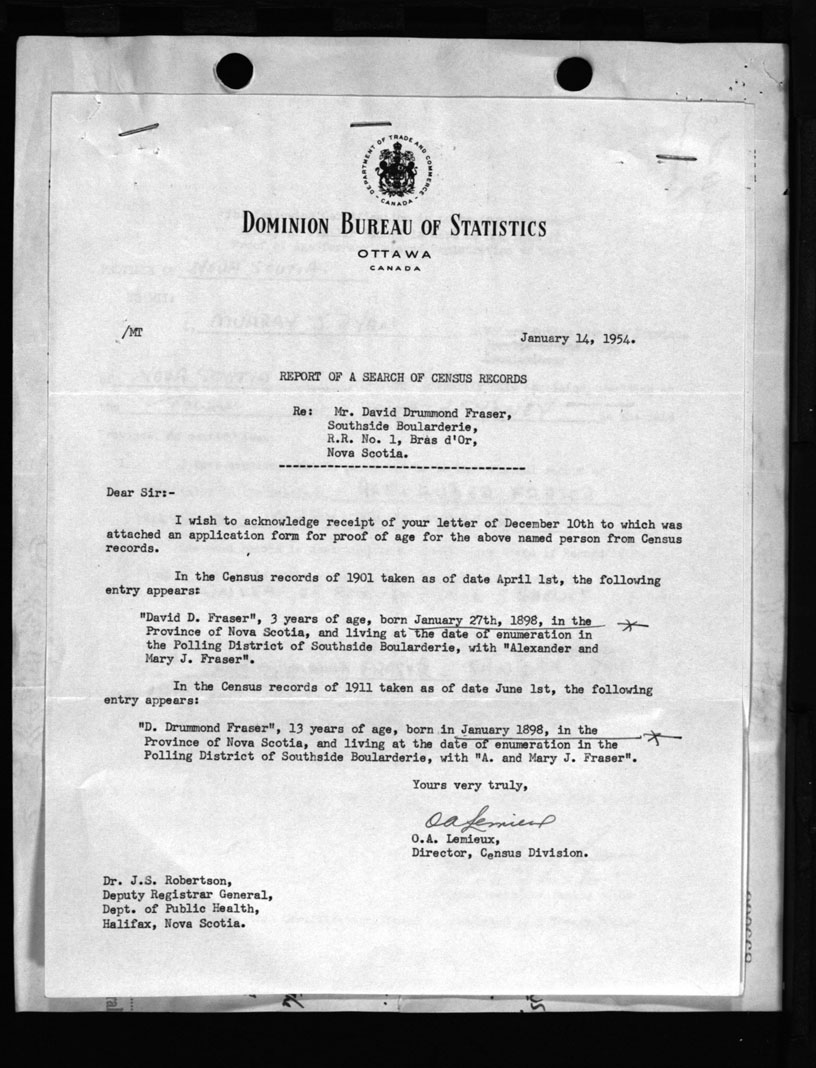 DEPARTMENT OF TRADE AND COMMERCE
CANADA
DOMINION BUREAU OF STATISTICS
OTTAWA
CANADA
/MT
January 14, 1954.
REPORT OF A SEARCH OF CENSUS RECORDS
Re: Mr. David Drummond Fraser,
Southside Boularderie,
R.R. No. 1, Bras d'Or,
Nova Scotia.
Dear Sir:-
I wish to acknowledge receipt of your letter of December 10th to which was
attached an application form for proof of age for the above named person from Census
records.
In the Census records of 1901 taken as of date April 1st, the following
entry appears:
"David D. Fraser", 3 years of age, born January 27th, 1898, in the
Province of Nova Scotia, and living at the date of enumeration in
the Polling District of Southside Boularderie, with "Alexander and
Mary J. Fraser".
In the Census records of 1911 taken as of date June 1st, the following
entry appears:
"D. Drummond Fraser", 13 years of age, born in January 1898, in the
Province of Nova Scotia, and living at the date of enumeration in the
Polling District of Southside Boularderie, with "A. and Mary J. Fraser".
Yours very truly,
OA Lemieux
O.A. Lemieux,
Director, Census Division.
Dr. J.S. Robertson,
Deputy Registrar General,
Dept. of Public Health,
Halifax, Nova Scotia.